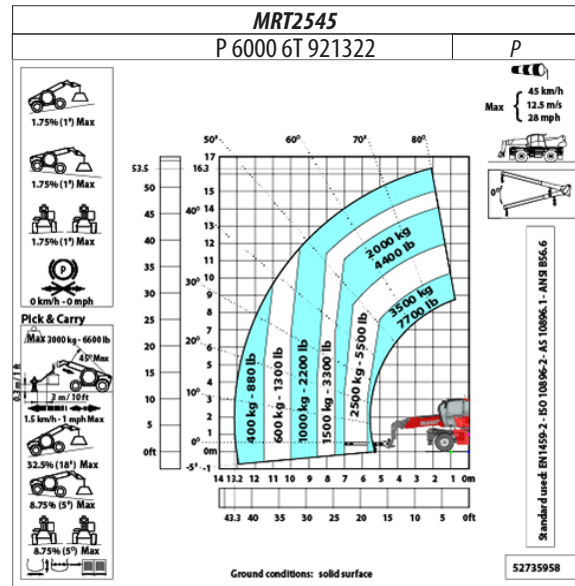 MRT2545
P 6000 6T 921322
P
1.75% (1°) Max
1.75% (1°) Max
1.75% (1°) Max
P
0 km/h - 0 mph
Pick & Carry
Max 3000 kg - 6600 lb
45° Max
0.3 m / 1 ft
3 m / 10 ft
1.5 km/h - 1 mph Max
32.5% (18°) Max
8.75% (5°) Max
8.75% (5°) Max
Max
45 km/h
12.5 m/s
28 mph
0°
53.5
50
45
40
35
30
25
20
15
10
5
0ft
17
16.3
15
14
13
12
11
10
9
8
7
6
5
4
3
2
1
0m
-1
50°
60°
70°
80°
40°
30°
20°
10°
0°
-5°
400 kg - 880 lb
600 kg - 1300 lb
1000 kg - 2200 lb
1500 kg - 3300 lb
2500 kg - 5500 lb
2000 kg
4400 lb
3500 kg
7700 lb
14 13.2 12 11 10 9 8 7 6 5 4 3 2 1 0m
43.3 40 35 30 25 20 15 10 5 0ft
Ground conditions: solid surface
Standard used: EN1459-2 - ISO 10896-2 - AS 10896.1 - ANSI B56.6
52735958